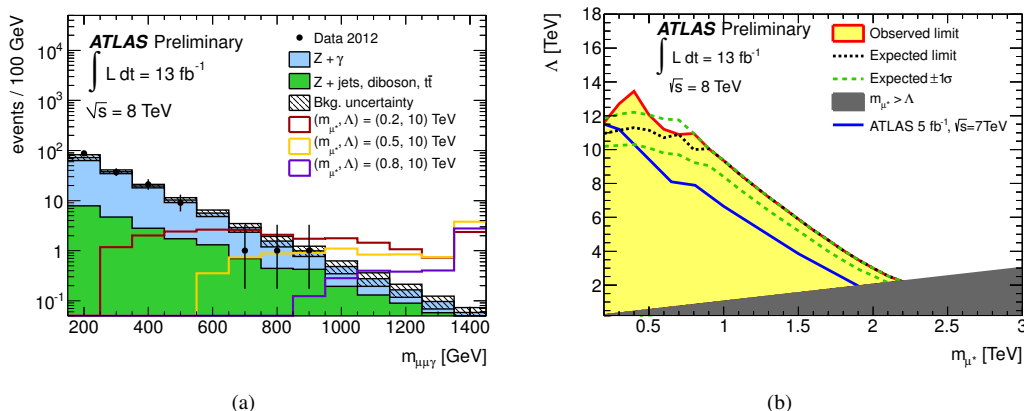 events / 100 GeV
10⁴
10³
10²
10
1
10⁻¹
ATLAS Preliminary
∫ L dt = 13 fb⁻¹
√s = 8 TeV
Data 2012
Z + γ
Z + jets, diboson, tt̄
Bkg. uncertainty
(m_μ*, Λ) = (0.2, 10) TeV
(m_μ*, Λ) = (0.5, 10) TeV
(m_μ*, Λ) = (0.8, 10) TeV
200 400 600 800 1000 1200 1400
m_μμγ [GeV]
(a)
Λ [TeV]
18
16
14
12
10
8
6
4
2
ATLAS Preliminary
∫ L dt = 13 fb⁻¹
√s = 8 TeV
Observed limit
Expected limit
Expected ±1σ
m_μ* > Λ
ATLAS 5 fb⁻¹, √s=7TeV
0.5 1 1.5 2 2.5 3
m_μ* [TeV]
(b)